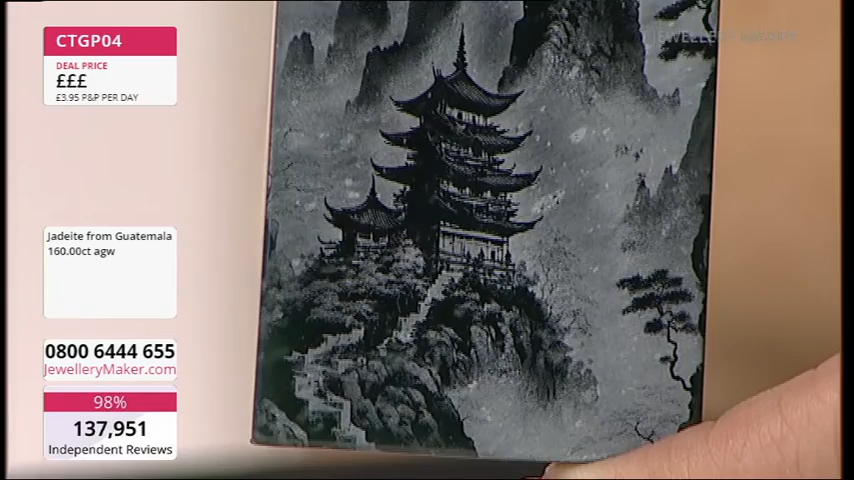 CTGP04
DEAL PRICE
£££
£3.95 P&P PER DAY
Jadeite from Guatemala
160.00ct agw
0800 6444 655
JewelleryMaker.com
98%
137,951
Independent Reviews